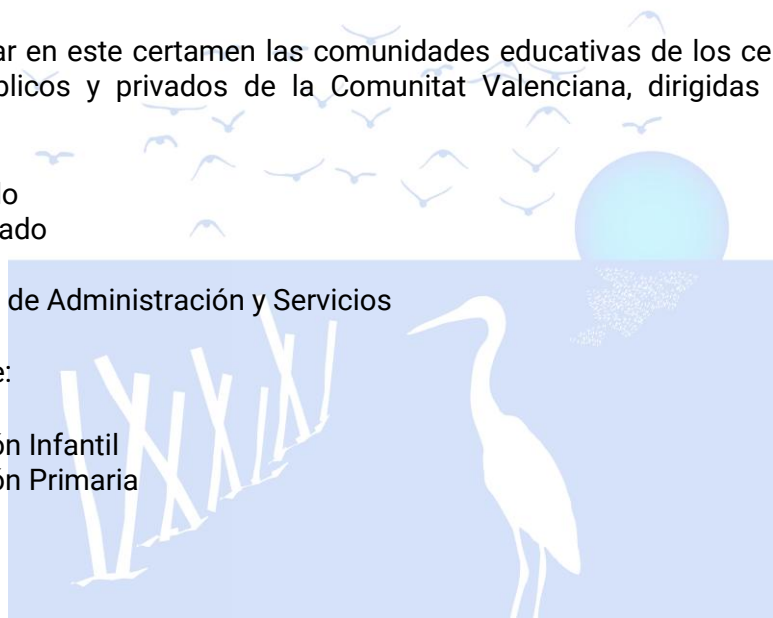 ar en este certamen las comunidades educativas de los ce
blicos y privados de la Comunitat Valenciana, dirigidas
do
ado
de Administración y Servicios
e:
ón Infantil
ón Primaria